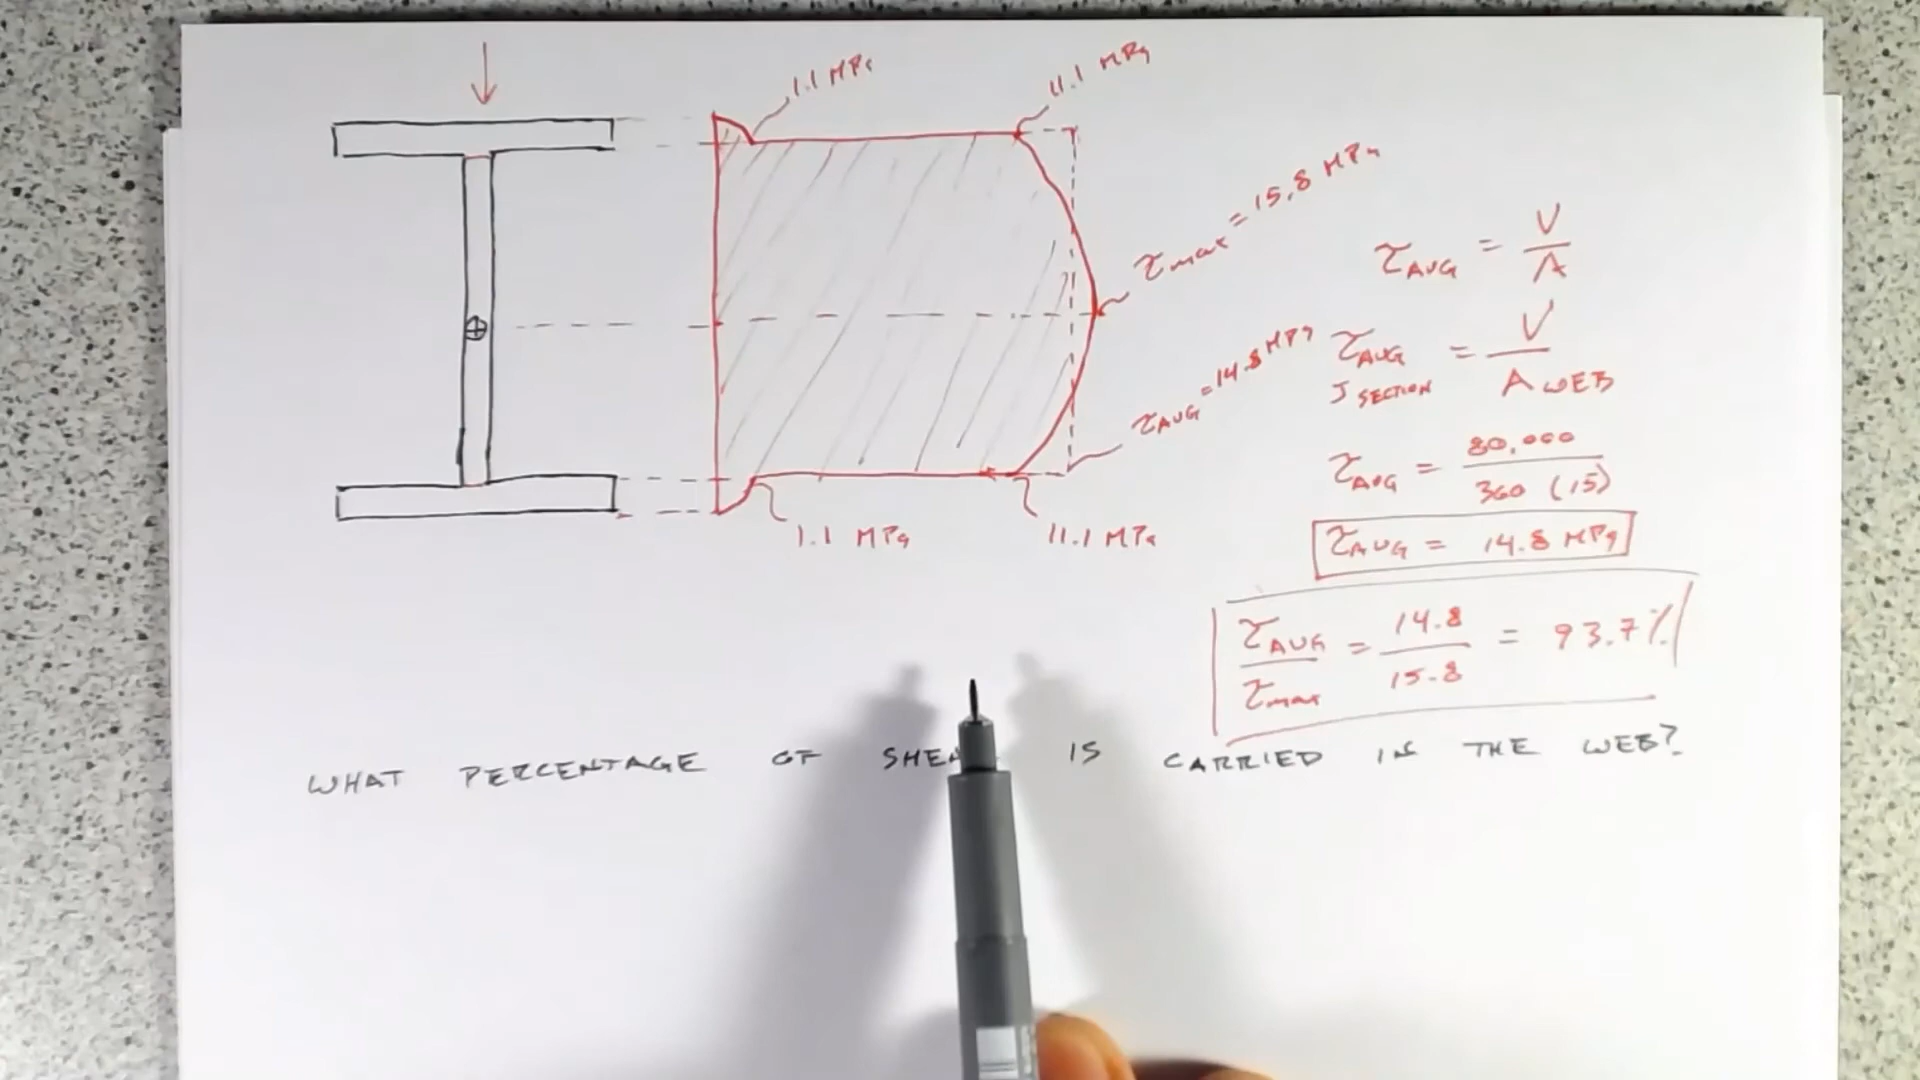 1.1 MPa
11.1 MPa
τmax = 15.8 MPa
τAVG = V / A
τAVG = 14.8 MPa
τAVG I SECTION = V / A WEB
τAVG = 80,000 / 360 (15)
τAVG = 14.8 MPa
1.1 MPa
11.1 MPa
τAVG / τmax = 14.8 / 15.8 = 93.7%
WHAT PERCENTAGE OF IS CARRIED IN THE WEB?